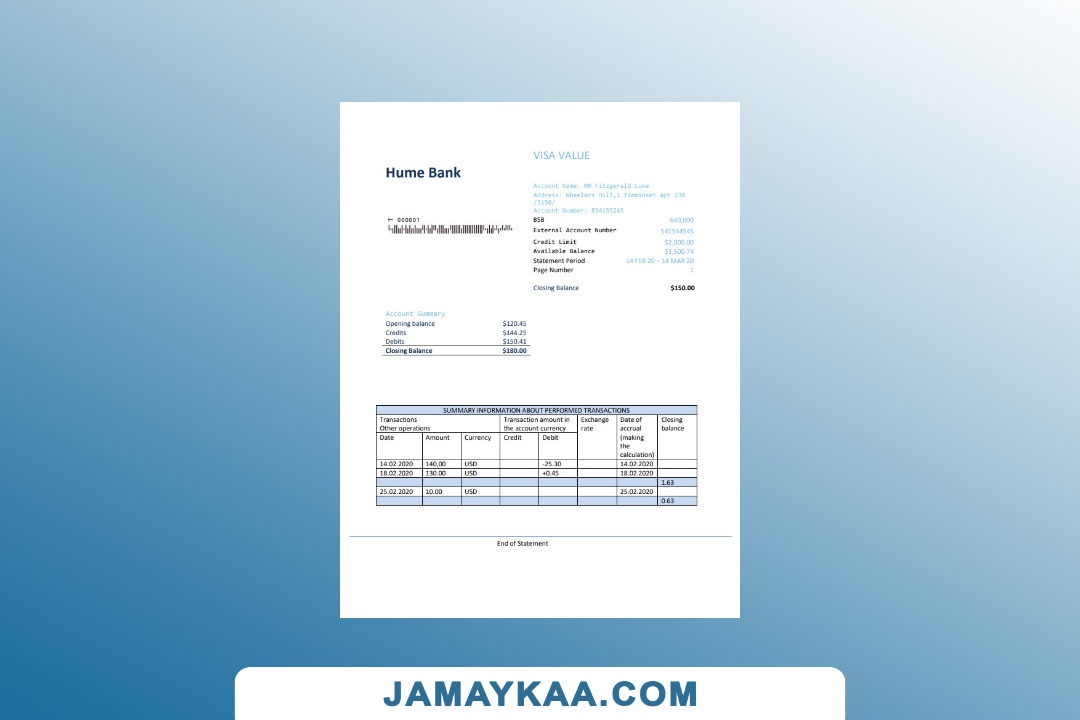 VISA VALUE
Hume Bank
Account Name: MR Fitzgerald Luke
Address: Wheelers Hill,1 Timminset apt 230
/3150/
Account Number: 854155265
⊢ 000001
BSB 640,000
External Account Number 541544545
Credit Limit $2,000.00
Available Balance $1,500.74
Statement Period 14 FEB 20 – 14 MAR 20
Page Number 1
Closing balance $150.00
Account Summary
Opening balance $120.45
Credits $144.25
Debits $150.41
Closing Balance $180.00
SUMMARY INFORMATION ABOUT PERFORMED TRANSACTIONS
Transactions
Other operations
Transaction amount in
the account currency
Exchange
rate
Date of
accrual
(making
the
calculation)
Closing
balance
Date Amount Currency Credit Debit
14.02.2020 140,00 USD -25.30 14.02.2020
18.02.2020 130.00 USD +0.45 18.02.2020
1.63
25.02.2020 10.00 USD 25.02.2020
0.63
End of Statement
JAMAYKAA.COM